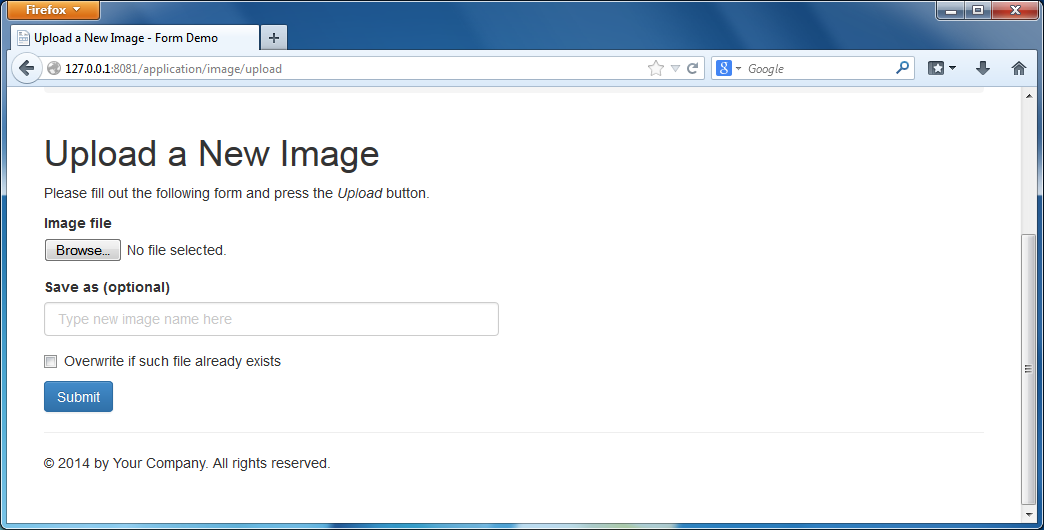 Firefox
Upload a New Image - Form Demo
127.0.0.1:8081/application/image/upload
Google
Upload a New Image
Please fill out the following form and press the Upload button.
Image file
Browse... No file selected.
Save as (optional)
Type new image name here
Overwrite if such file already exists
Submit
© 2014 by Your Company. All rights reserved.